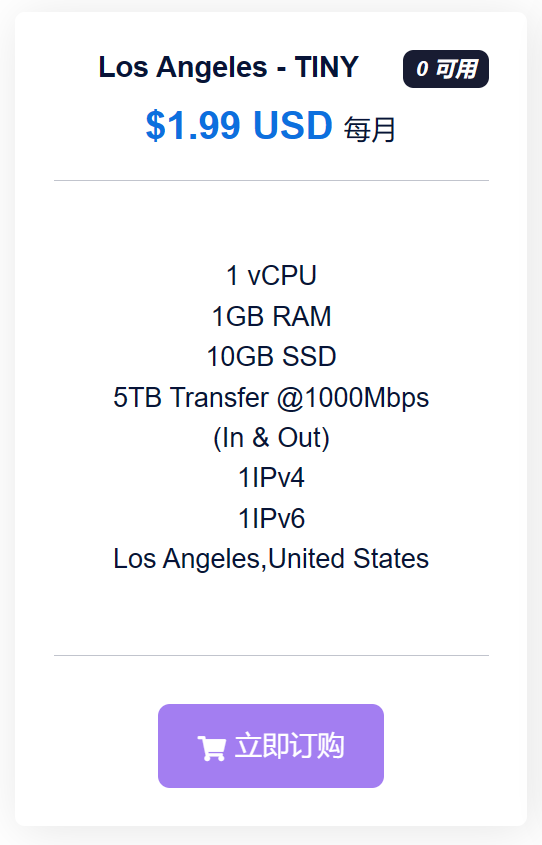 Los Angeles - TINY
0 可用
$1.99 USD 每月
1 vCPU
1GB RAM
10GB SSD
5TB Transfer @1000Mbps
(In & Out)
1IPv4
1IPv6
Los Angeles,United States
立即订购